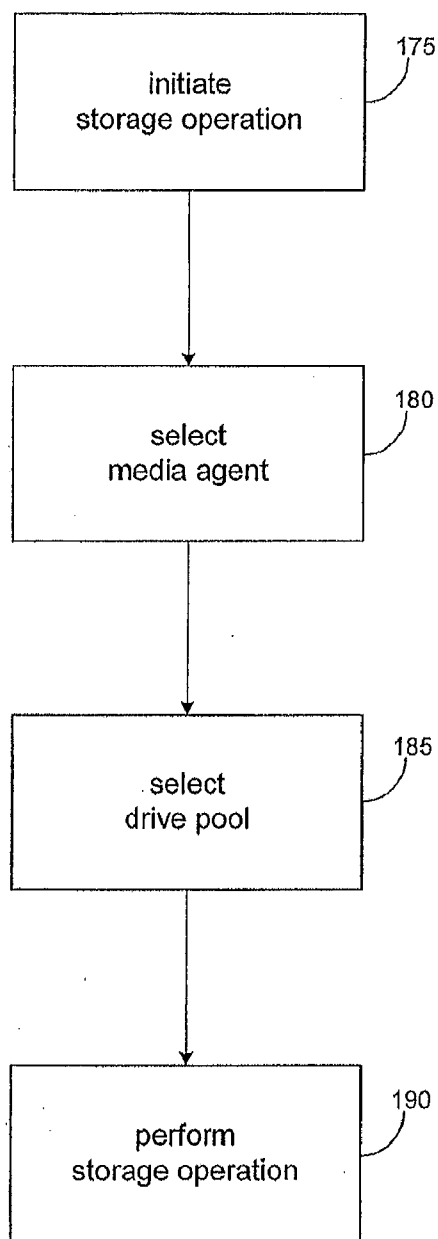 175
initiate
storage operation
180
select
media agent
185
select
drive pool
190
perform
storage operation